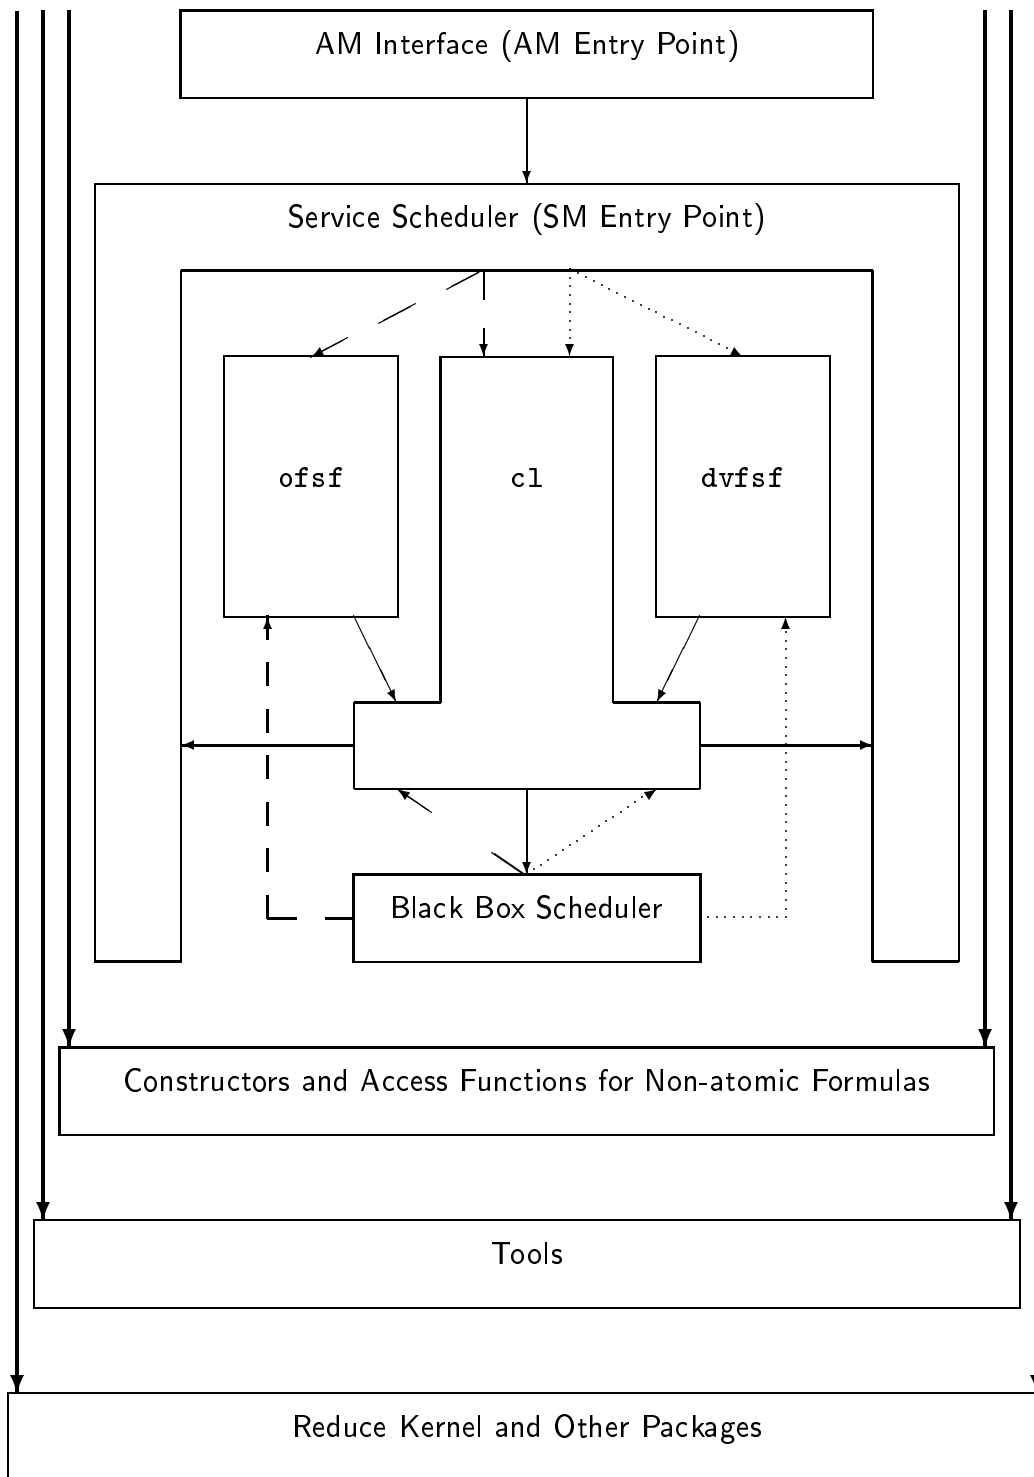 AM Interface (AM Entry Point)
Service Scheduler (SM Entry Point)
ofsf
cl
dvfsf
Black Box Scheduler
Constructors and Access Functions for Non-atomic Formulas
Tools
Reduce Kernel and Other Packages